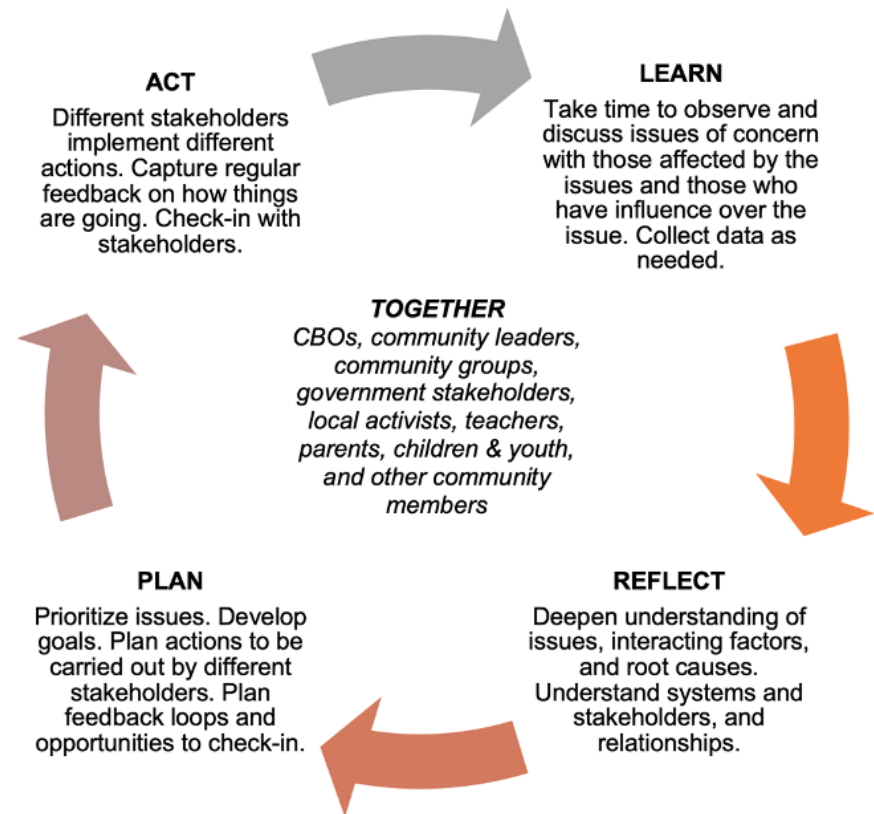 ACT
Different stakeholders
implement different
actions. Capture regular
feedback on how things
are going. Check-in with
stakeholders.
LEARN
Take time to observe and
discuss issues of concern
with those affected by the
issues and those who
have influence over the
issue. Collect data as
needed.
TOGETHER
CBOs, community leaders,
community groups,
government stakeholders,
local activists, teachers,
parents, children & youth,
and other community
members
PLAN
Prioritize issues. Develop
goals. Plan actions to be
carried out by different
stakeholders. Plan
feedback loops and
opportunities to check-in.
REFLECT
Deepen understanding of
issues, interacting factors,
and root causes.
Understand systems and
stakeholders, and
relationships.